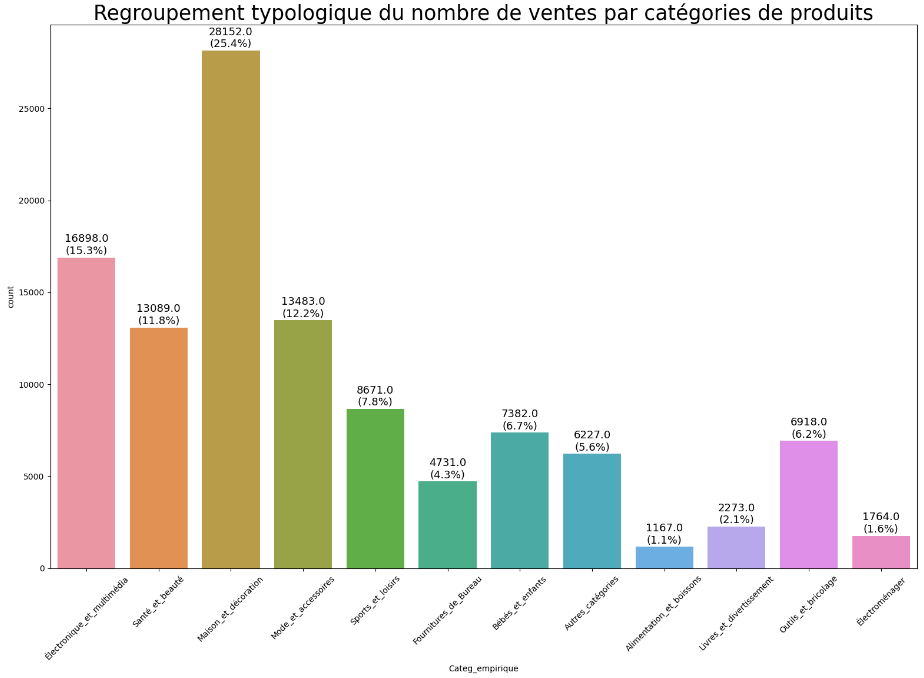 Regroupement typologique du nombre de ventes par catégories de produits
28152.0
(25.4%)
16898.0
(15.3%)
13089.0
(11.8%)
13483.0
(12.2%)
8671.0
(7.8%)
4731.0
(4.3%)
7382.0
(6.7%)
6227.0
(5.6%)
1167.0
(1.1%)
2273.0
(2.1%)
6918.0
(6.2%)
1764.0
(1.6%)
count
25000
20000
15000
10000
5000
0
Électronique_et_multimédia
Santé_et_beauté
Maison_et_décoration
Mode_et_accessoires
Sports_et_loisirs
Fournitures_de_Bureau
Bébés_et_enfants
Autres_catégories
Alimentation_et_boissons
Livres_et_divertissement
Outils_et_bricolage
Électroménager
Categ_empirique